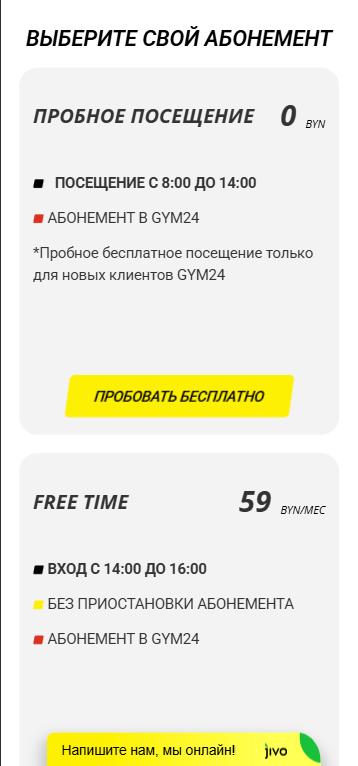 ВЫБЕРИТЕ СВОЙ АБОНЕМЕНТ
ПРОБНОЕ ПОСЕЩЕНИЕ 0 BYN
ПОСЕЩЕНИЕ С 8:00 ДО 14:00
АБОНЕМЕНТ В GYM24
*Пробное бесплатное посещение только
для новых клиентов GYM24
ПРОБОВАТЬ БЕСПЛАТНО
FREE TIME 59 BYN/МЕС
ВХОД С 14:00 ДО 16:00
БЕЗ ПРИОСТАНОВКИ АБОНЕМЕНТА
АБОНЕМЕНТ В GYM24
Напишите нам, мы онлайн! jivo